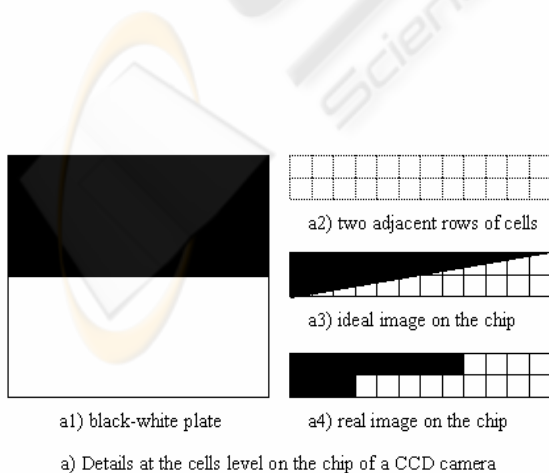 Scien
a2) two adjacent rows of cells
a3) ideal image on the chip
a1) black-white plate
a4) real image on the chip
a) Details at the cells level on the chip of a CCD camera